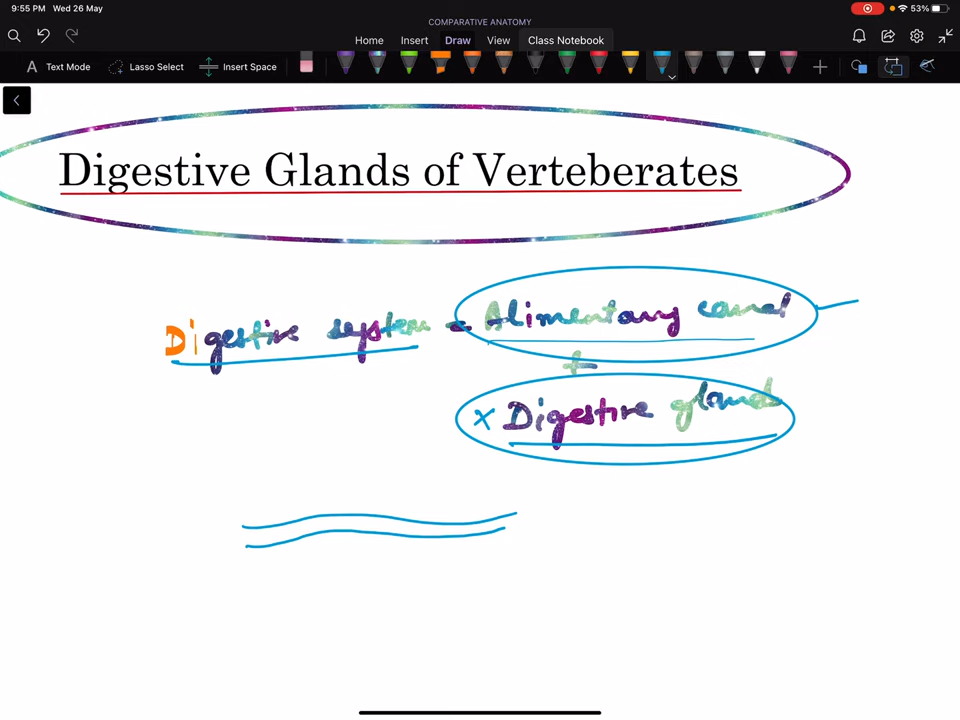 9:55 PM Wed 26 May
53%
COMPARATIVE ANATOMY
Home Insert Draw View Class Notebook
A Text Mode Lasso Select Insert Space
Digestive Glands of Verteberates
Digestive system = Alimentary canal
+
x Digestive glands